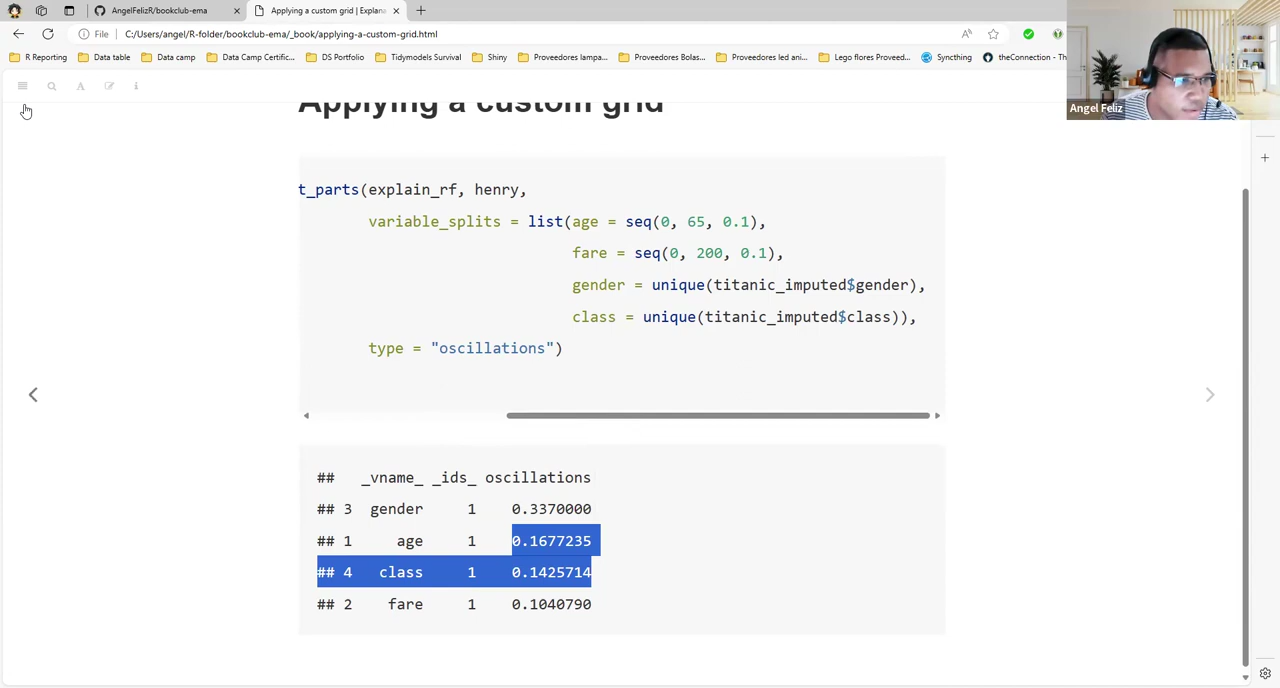 AngelFelizR/bookclub-ema
Applying a custom grid | Explana
File
C:/Users/angel/R-folder/bookclub-ema/_book/applying-a-custom-grid.html
R Reporting
Data table
Data camp
Data Camp Certific...
DS Portfolio
Tidymodels Survival
Shiny
Proveedores lampa...
Proveedores Bolas...
Proveedores led ani...
Lego flores Proveed...
Syncthing
theConnection - Th
Angel Feliz
Applying a custom grid
t_parts(explain_rf, henry,
variable_splits = list(age = seq(0, 65, 0.1),
fare = seq(0, 200, 0.1),
gender = unique(titanic_imputed$gender),
class = unique(titanic_imputed$class)),
type = "oscillations")
## _vname_ _ids_ oscillations
## 3 gender 1 0.3370000
## 1 age 1 0.1677235
## 4 class 1 0.1425714
## 2 fare 1 0.1040790